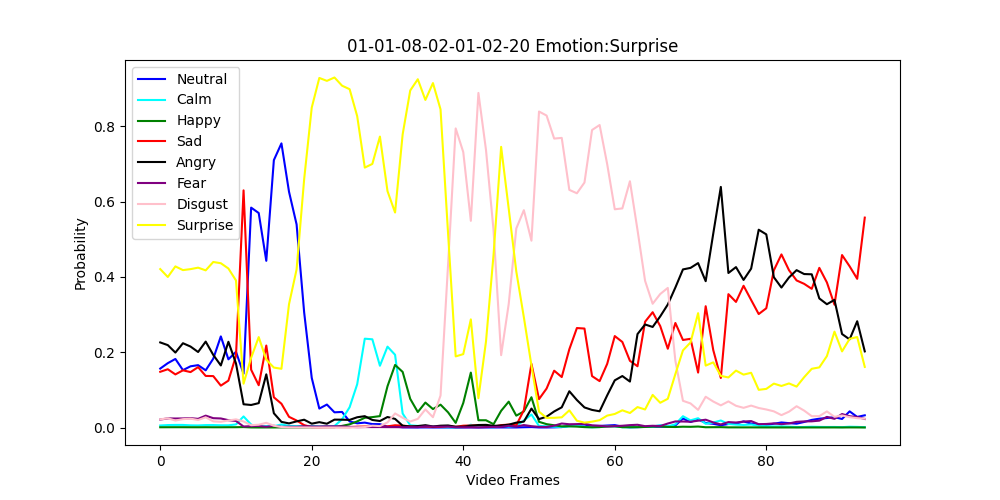 01-01-08-02-01-02-20 Emotion:Surprise
Neutral
Calm
Happy
Sad
Angry
Fear
Disgust
Surprise
Probability
0.8
0.6
0.4
0.2
0.0
0 20 40 60 80
Video Frames